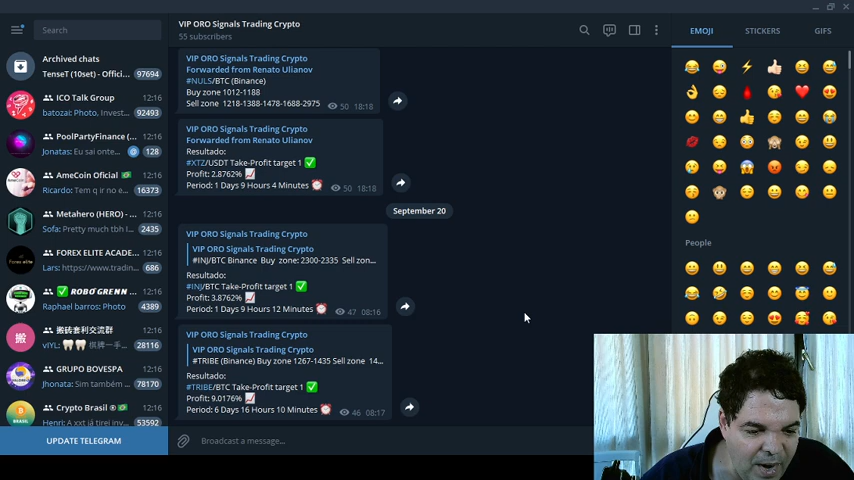 Search
Archived chats
TenseT (10set) - Offici...
97694
ICO Talk Group
12:16
batozai: Photo, Invest...
92493
PoolPartyFinance (...
12:16
Jonatas: Eu sai onte...
@
128
AmeCoin Oficial
12:16
Ricardo: Tem q ir no e...
16373
Metahero (HERO) - ...
12:16
Sofa: Pretty much tbh I...
2435
FOREX ELITE ACADE...
12:16
Lars: https://www.tradin...
686
ROBÔGRENN ...
12:16
Raphael barros: Photo
4389
搬砖套利交流群
12:16
vIYL:
28116
GRUPO BOVESPA
12:16
Jhonata: Sim também ...
78170
Crypto Brasil ®
12:16
Henri: A xxt já tirei inv...
53592
UPDATE TELEGRAM
VIP ORO Signals Trading Crypto
55 subscribers
VIP ORO Signals Trading Crypto
Forwarded from Renato Ulianov
#NULS/BTC (Binance)
Buy zone 1012-1188
Sell zone 1218-1388-1478-1688-2975
50 18:18
VIP ORO Signals Trading Crypto
Forwarded from Renato Ulianov
Resultado:
#XTZ/USDT Take-Profit target 1
Profit: 2.8762%
Period: 1 Days 9 Hours 4 Minutes
50 18:18
September 20
VIP ORO Signals Trading Crypto
VIP ORO Signals Trading Crypto
#INJ/BTC Binance Buy zone: 2300-2335 Sell zon...
Resultado:
#INJ/BTC Take-Profit target 1
Profit: 3.8762%
Period: 1 Days 9 Hours 12 Minutes
47 08:16
VIP ORO Signals Trading Crypto
VIP ORO Signals Trading Crypto
#TRIBE (Binance) Buy zone 1267-1435 Sell zone 14...
Resultado:
#TRIBE/BTC Take-Profit target 1
Profit: 9.0176%
Period: 6 Days 16 Hours 10 Minutes
46 08:17
Broadcast a message...
EMOJI
STICKERS
GIFS
People